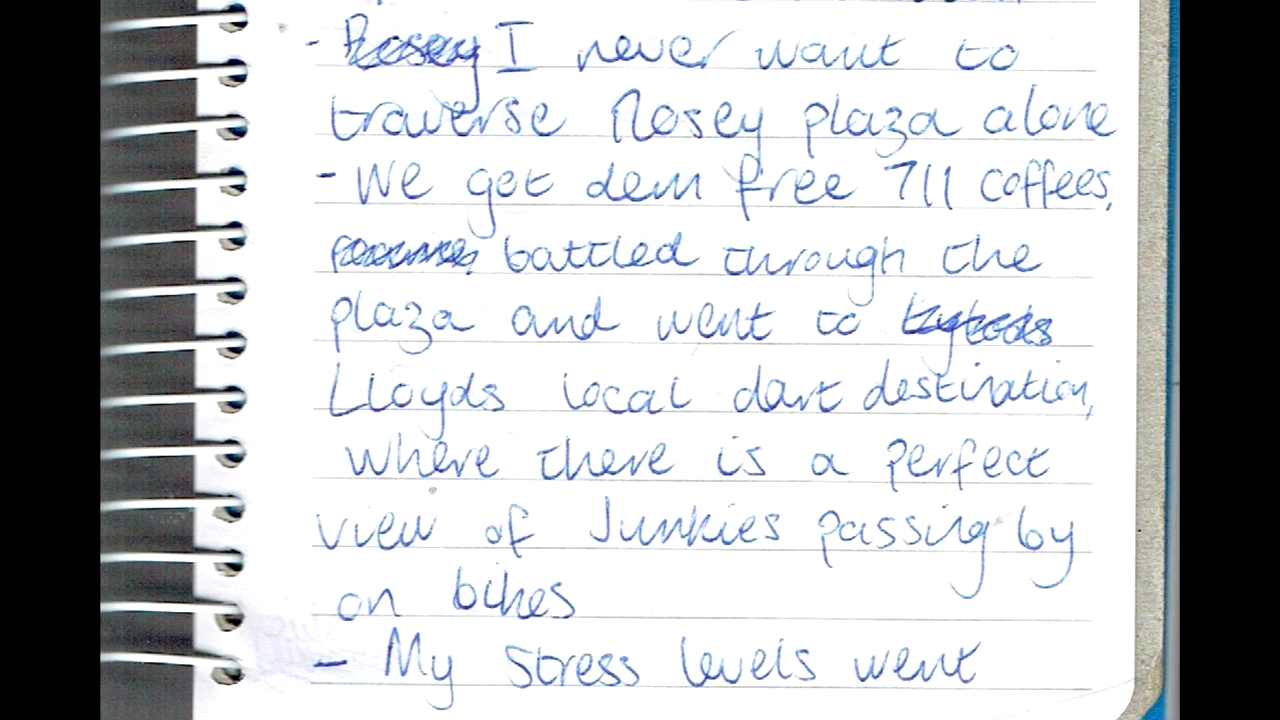 - Rosey I never want to
traverse Rosey plaza alone
- We get dem free 711 coffees,
battled through the
plaza and went to
Lloyds local dart destination,
where there is a perfect
view of Junkies passing by
on bikes
- My stress levels went